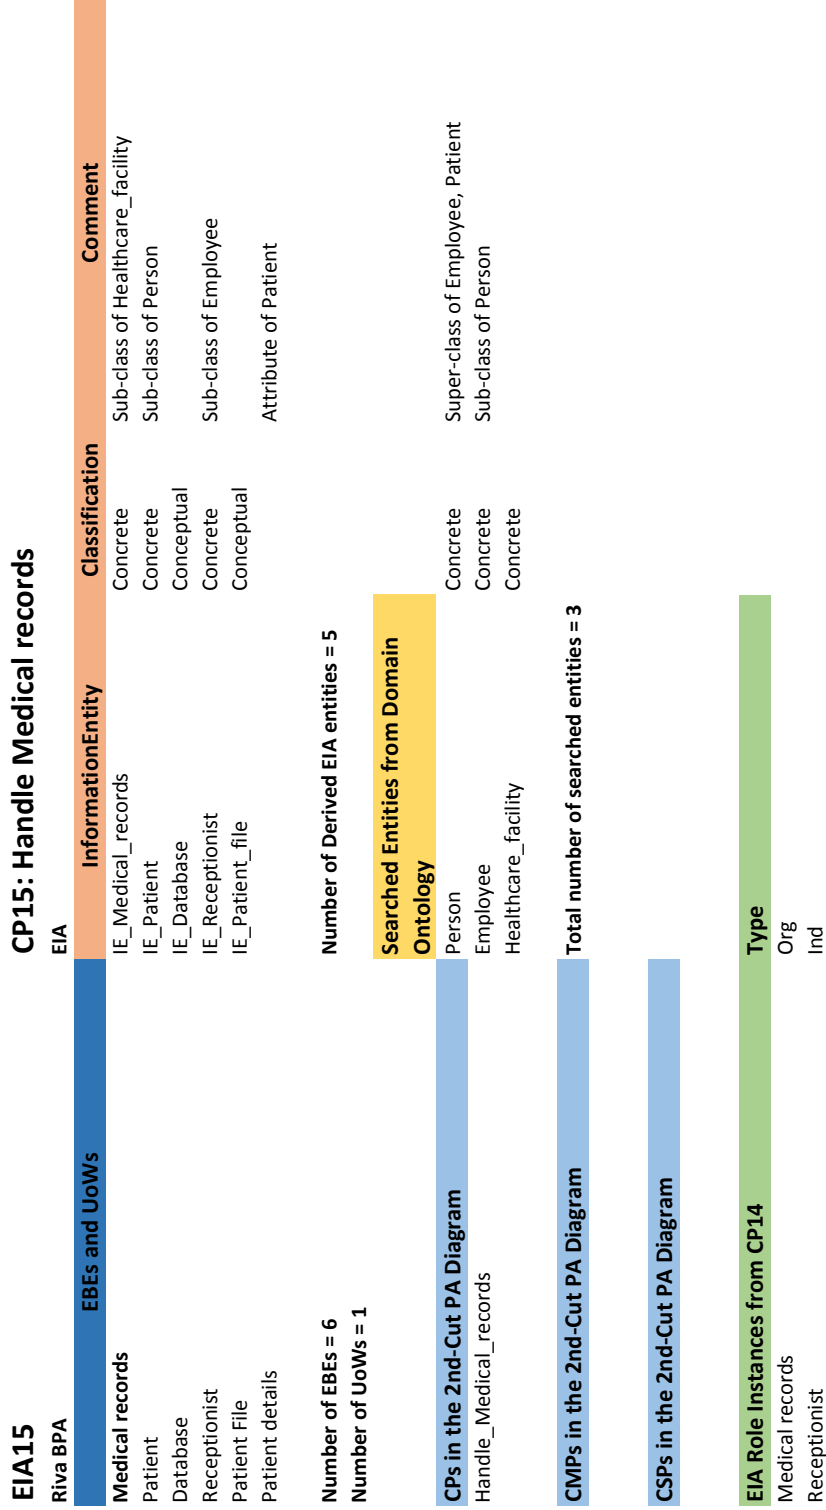 EIA15 CP15: Handle Medical records
Riva BPA EIA
EBEs and UoWs InformationEntity Classification Comment
Medical records IE_Medical_records Concrete Sub-class of Healthcare_facility
Patient IE_Patient Concrete Sub-class of Person
Database IE_Database Conceptual
Receptionist IE_Receptionist Concrete Sub-class of Employee
Patient File IE_Patient_file Conceptual
Patient details Attribute of Patient
Number of EBEs = 6 Number of Derived EIA entities = 5
Number of UoWs = 1
Searched Entities from Domain
Ontology
CPs in the 2nd-Cut PA Diagram Person Concrete Super-class of Employee, Patient
Handle_Medical_records Employee Concrete Sub-class of Person
Healthcare_facility Concrete
CMPs in the 2nd-Cut PA Diagram Total number of searched entities = 3
CSPs in the 2nd-Cut PA Diagram
EIA Role Instances from CP14 Type
Medical records Org
Receptionist Ind